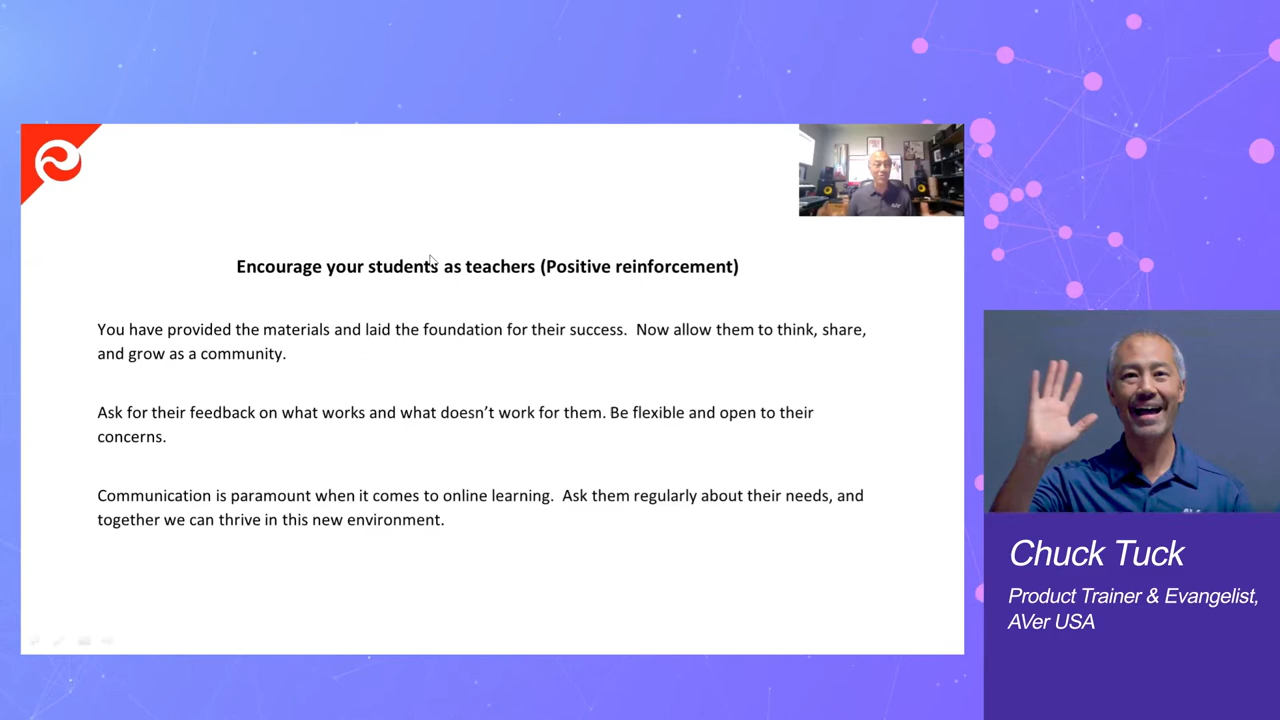 Encourage your students as teachers (Positive reinforcement)
You have provided the materials and laid the foundation for their success.  Now allow them to think, share,
and grow as a community.
Ask for their feedback on what works and what doesn’t work for them. Be flexible and open to their
concerns.
Communication is paramount when it comes to online learning.  Ask them regularly about their needs, and
together we can thrive in this new environment.
Chuck Tuck
Product Trainer & Evangelist,
AVer USA